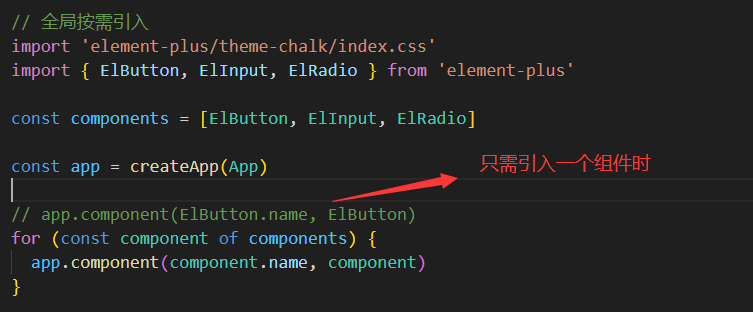 // 全局按需引入
import 'element-plus/theme-chalk/index.css'
import { ElButton, ElInput, ElRadio } from 'element-plus'
const components = [ElButton, ElInput, ElRadio]
const app = createApp(App)
只需引入一个组件时
// app.component(ElButton.name, ElButton)
for (const component of components) {
  app.component(component.name, component)
}